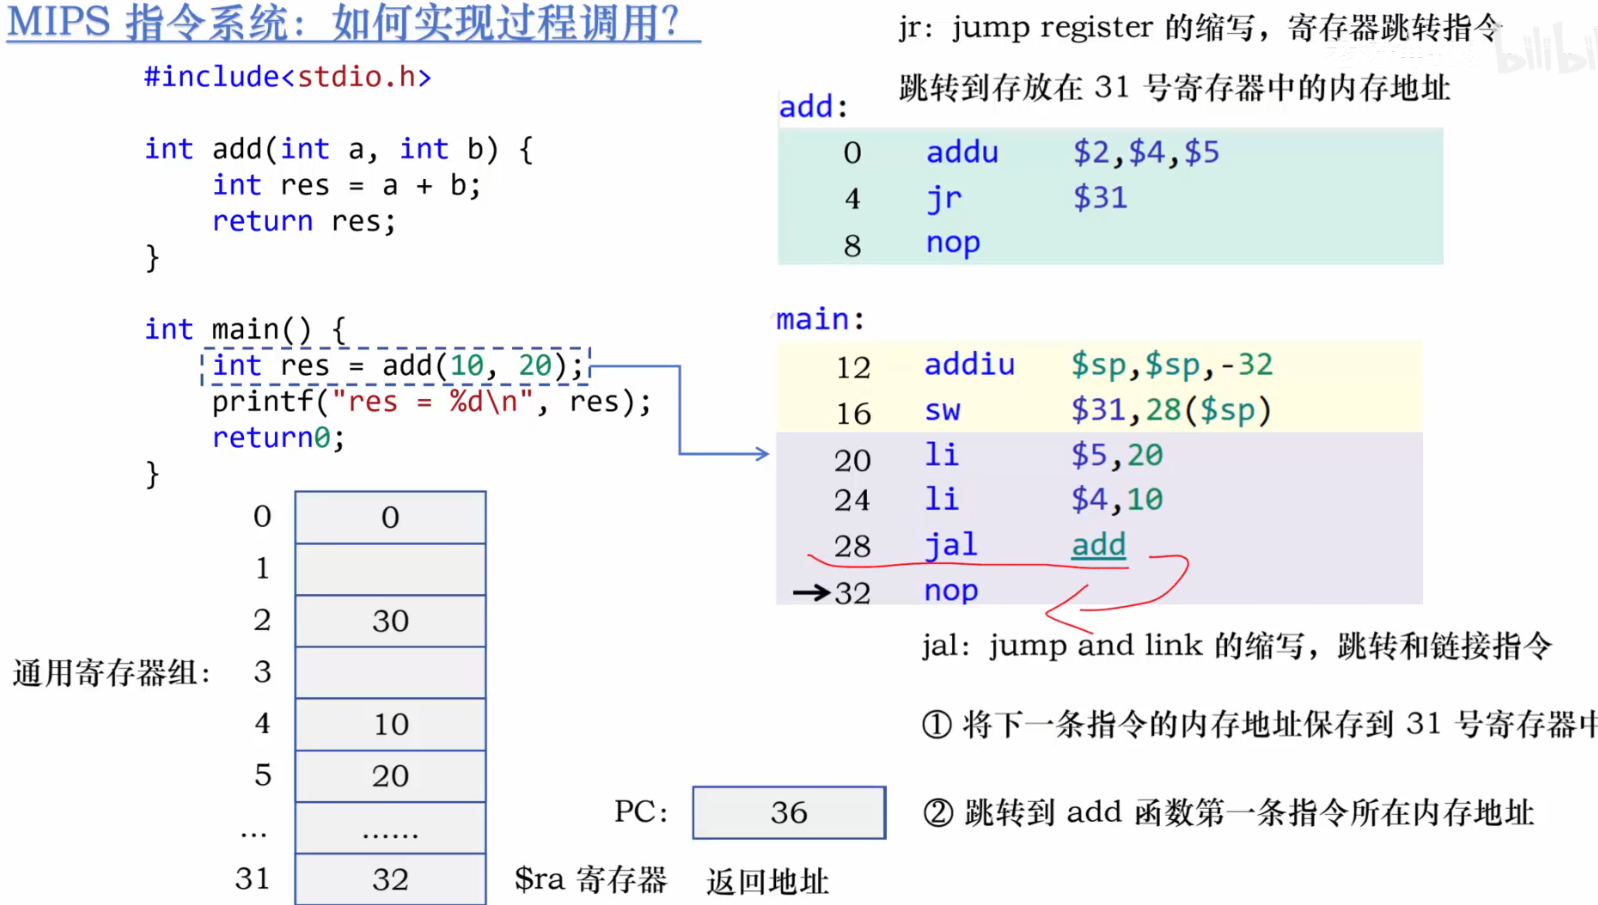 MIPS 指令系统：如何实现过程调用？
#include<stdio.h>
int add(int a, int b) {
int res = a + b;
return res;
}
int main() {
int res = add(10, 20);
printf("res = %d\n", res);
return0;
}
jr：jump register 的缩写，寄存器跳转指令
bilibili
跳转到存放在 31 号寄存器中的内存地址
add:
0 addu $2,$4,$5
4 jr $31
8 nop
main:
12 addiu $sp,$sp,-32
16 sw $31,28($sp)
20 li $5,20
24 li $4,10
28 jal add
→32 nop
jal：jump and link 的缩写，跳转和链接指令
① 将下一条指令的内存地址保存到 31 号寄存器中
② 跳转到 add 函数第一条指令所在内存地址
通用寄存器组：
0 0
1
2 30
3
4 10
5 20
... ......
31 32
$ra 寄存器 返回地址
PC： 36